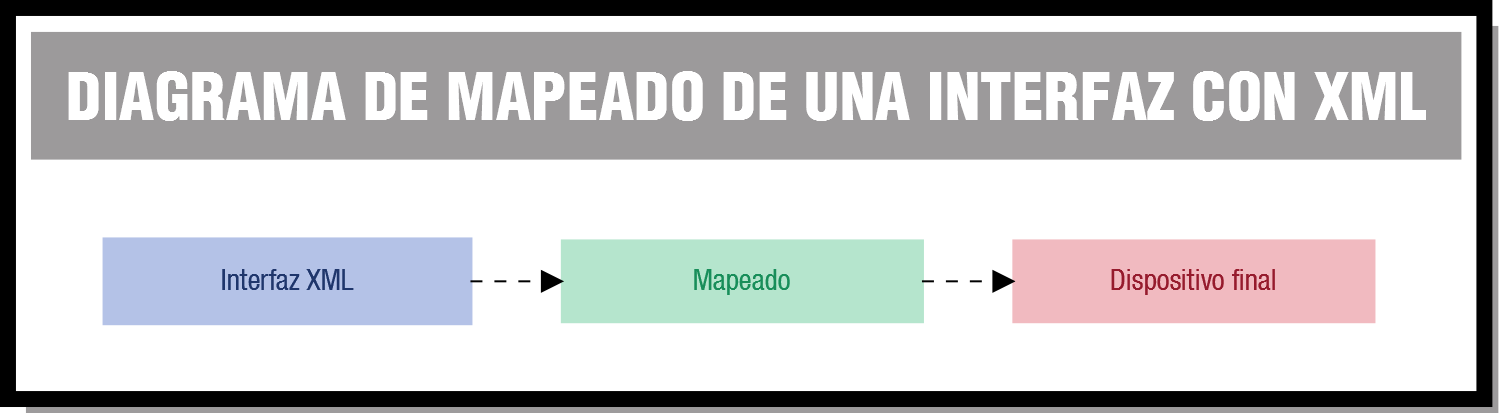 DIAGRAMA DE MAPEADO DE UNA INTERFAZ CON XML
Interfaz XML
Mapeado
Dispositivo final